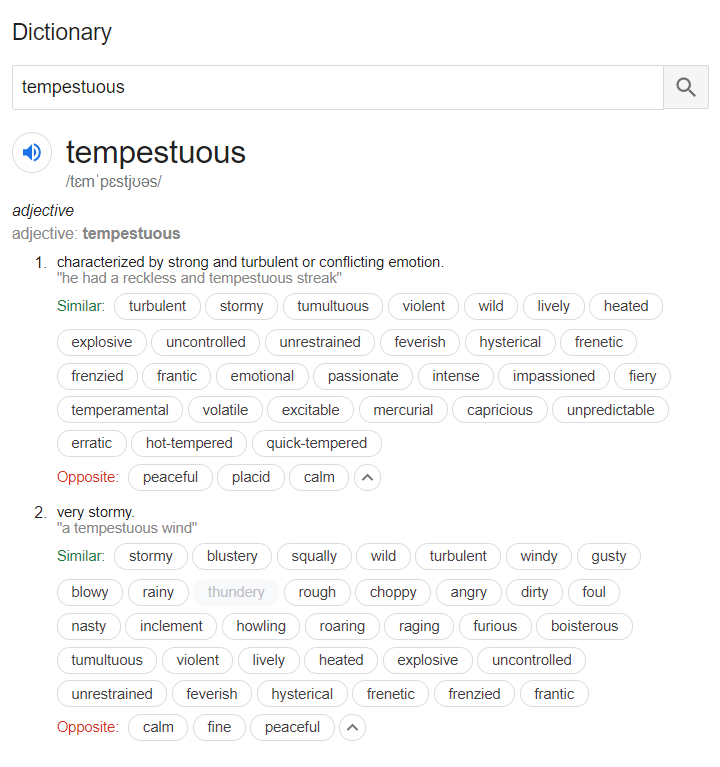 Dictionary
tempestuous
tempestuous
/tɛmˈpɛstjʊəs/
adjective
adjective: tempestuous
1. characterized by strong and turbulent or conflicting emotion.
"he had a reckless and tempestuous streak"
Similar: turbulent stormy tumultuous violent wild lively heated
explosive uncontrolled unrestrained feverish hysterical frenetic
frenzied frantic emotional passionate intense impassioned fiery
temperamental volatile excitable mercurial capricious unpredictable
erratic hot-tempered quick-tempered
Opposite: peaceful placid calm
2. very stormy.
"a tempestuous wind"
Similar: stormy blustery squally wild turbulent windy gusty
blowy rainy thundery rough choppy angry dirty foul
nasty inclement howling roaring raging furious boisterous
tumultuous violent lively heated explosive uncontrolled
unrestrained feverish hysterical frenetic frenzied frantic
Opposite: calm fine peaceful